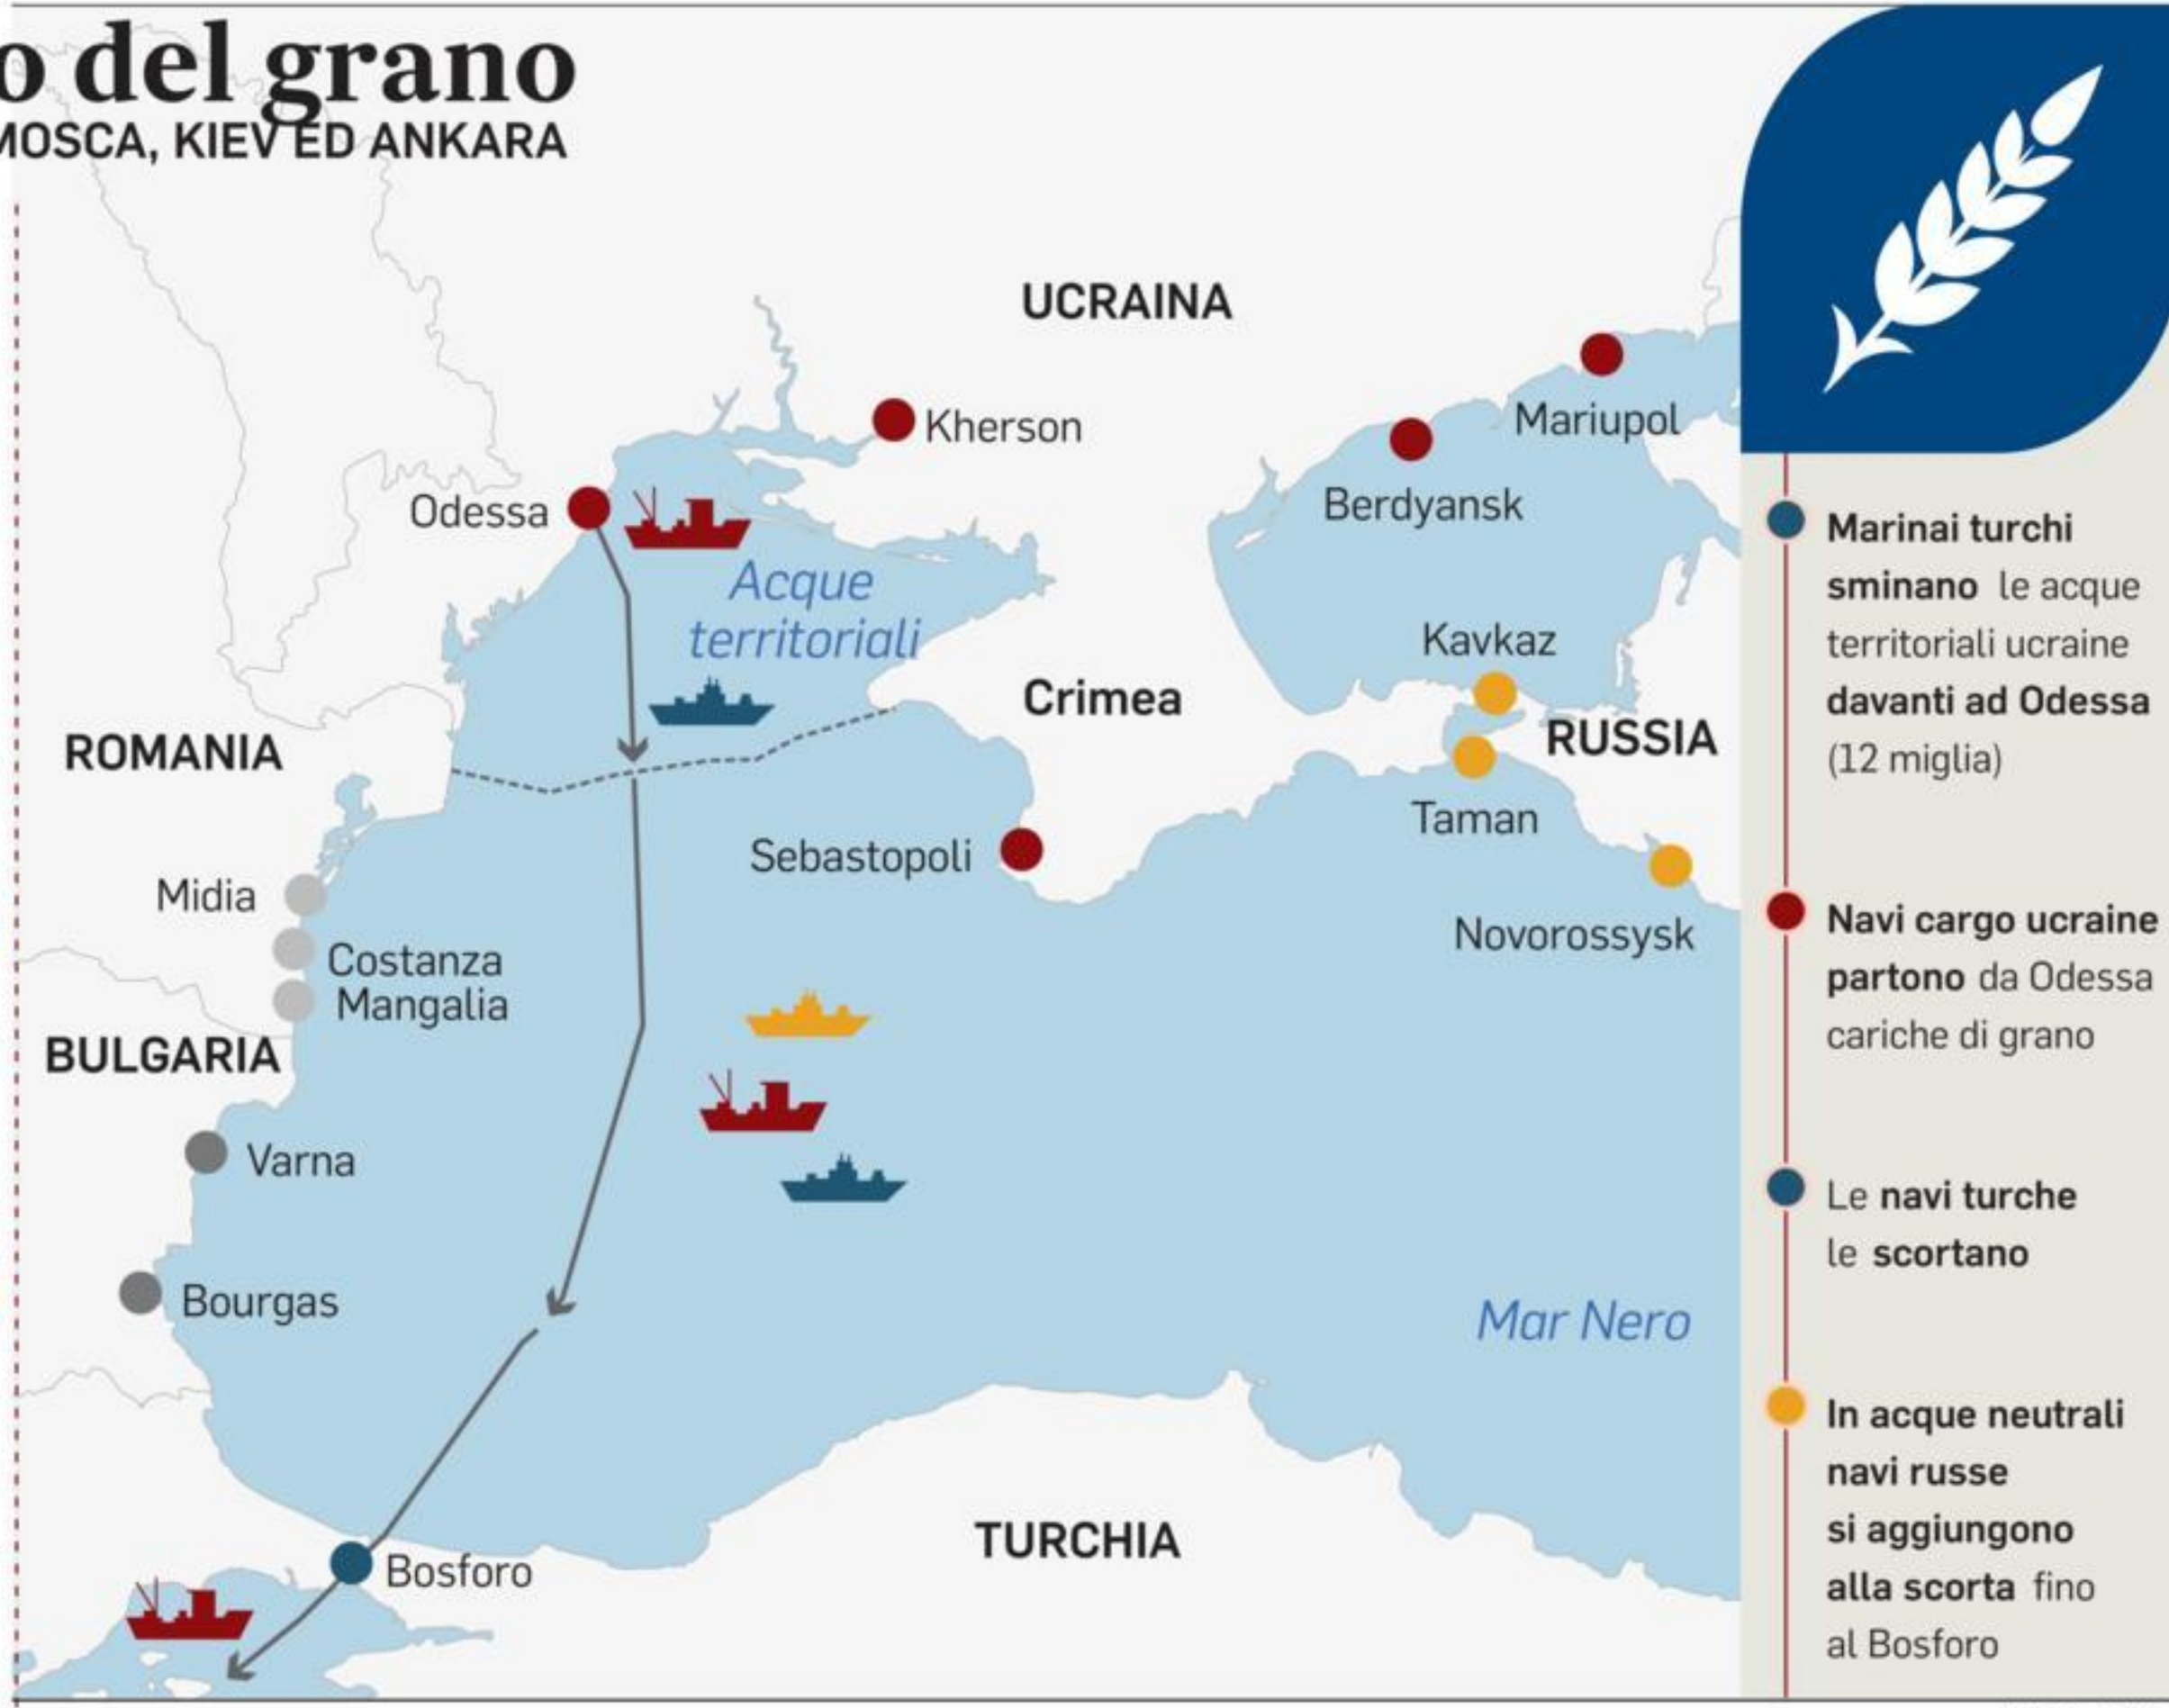 o del grano
MOSCA, KIEV ED ANKARA
UCRAINA
Mariupol
Kherson
Berdyansk
Odessa
Acque
territoriali
Kavkaz
Crimea
RUSSIA
ROMANIA
Taman
Sebastopoli
Midia
Novorossysk
Costanza
Mangalia
BULGARIA
Varna
Bourgas
Mar Nero
TURCHIA
Bosforo
Marinai turchi
sminano le acque
territoriali ucraine
davanti ad Odessa
(12 miglia)
Navi cargo ucraine
partono da Odessa
cariche di grano
Le navi turche
le scortano
In acque neutrali
navi russe
si aggiungono
alla scorta fino
al Bosforo